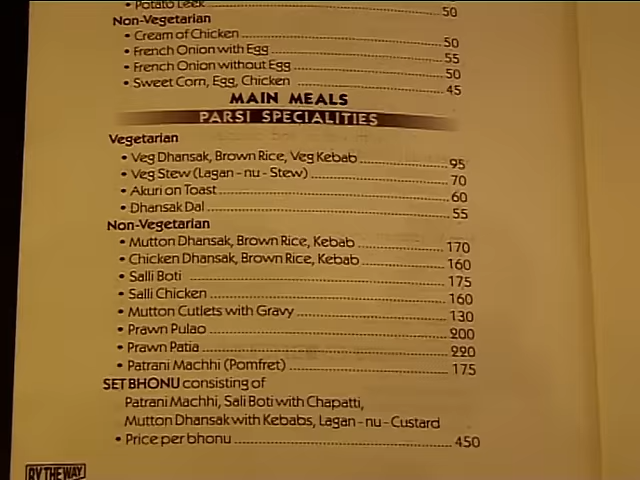 • Potato Leek 50
Non-Vegetarian
• Cream of Chicken 50
• French Onion with Egg 55
• French Onion without Egg 50
• Sweet Corn, Egg, Chicken 45
MAIN MEALS
PARSI SPECIALITIES
Vegetarian
• Veg Dhansak, Brown Rice, Veg Kebab 95
• Veg Stew (Lagan - nu - Stew) 70
• Akuri on Toast 60
• Dhansak Dal 55
Non-Vegetarian
• Mutton Dhansak, Brown Rice, Kebab 170
• Chicken Dhansak, Brown Rice, Kebab 160
• Salli Boti 175
• Salli Chicken 160
• Mutton Cutlets with Gravy 130
• Prawn Pulao 200
• Prawn Patia 220
• Patrani Machhi (Pomfret) 175
SET BHONU consisting of
Patrani Machhi, Sali Boti with Chapatti,
Mutton Dhansak with Kebabs, Lagan - nu - Custard
• Price per bhonu 450
BY THE WAY